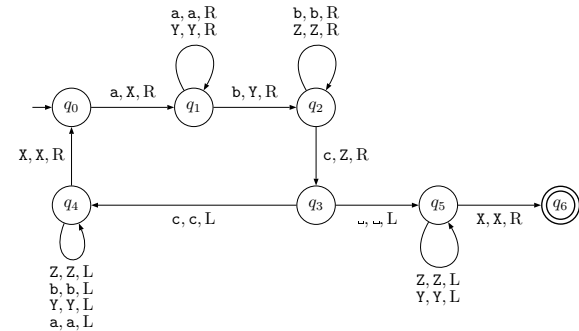 a, a, R
Y, Y, R
b, b, R
Z, Z, R
q0
a, X, R
q1
b, Y, R
q2
X, X, R
c, Z, R
q4
c, c, L
q3
␣, ␣, L
q5
X, X, R
q6
Z, Z, L
b, b, L
Y, Y, L
a, a, L
Z, Z, L
Y, Y, L